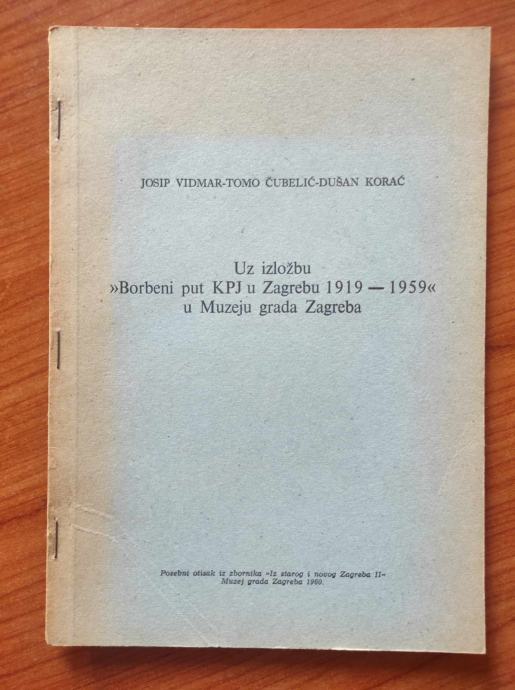 JOSIP VIDMAR-TOMO ČUBELIĆ-DUŠAN KORAĆ
Uz izložbu
»Borbeni put KPJ u Zagrebu 1919 — 1959«
u Muzeju grada Zagreba
Posebni otisak iz zbornika »Iz starog i novog Zagreba II«
Muzej grada Zagreba 1960.